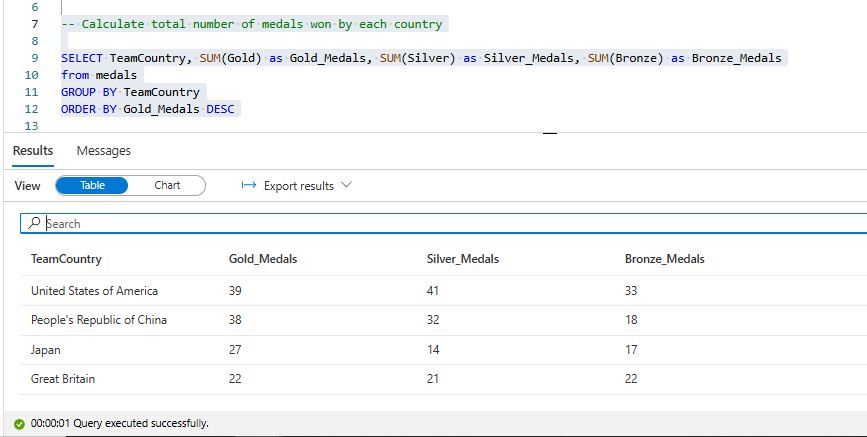 6
7 -- Calculate total number of medals won by each country
8
9 SELECT TeamCountry, SUM(Gold) as Gold_Medals, SUM(Silver) as Silver_Medals, SUM(Bronze) as Bronze_Medals
10 from medals
11 GROUP BY TeamCountry
12 ORDER BY Gold_Medals DESC
13
Results Messages
View Table Chart Export results
Search
TeamCountry Gold_Medals Silver_Medals Bronze_Medals
United States of America 39 41 33
People's Republic of China 38 32 18
Japan 27 14 17
Great Britain 22 21 22
00:00:01 Query executed successfully.